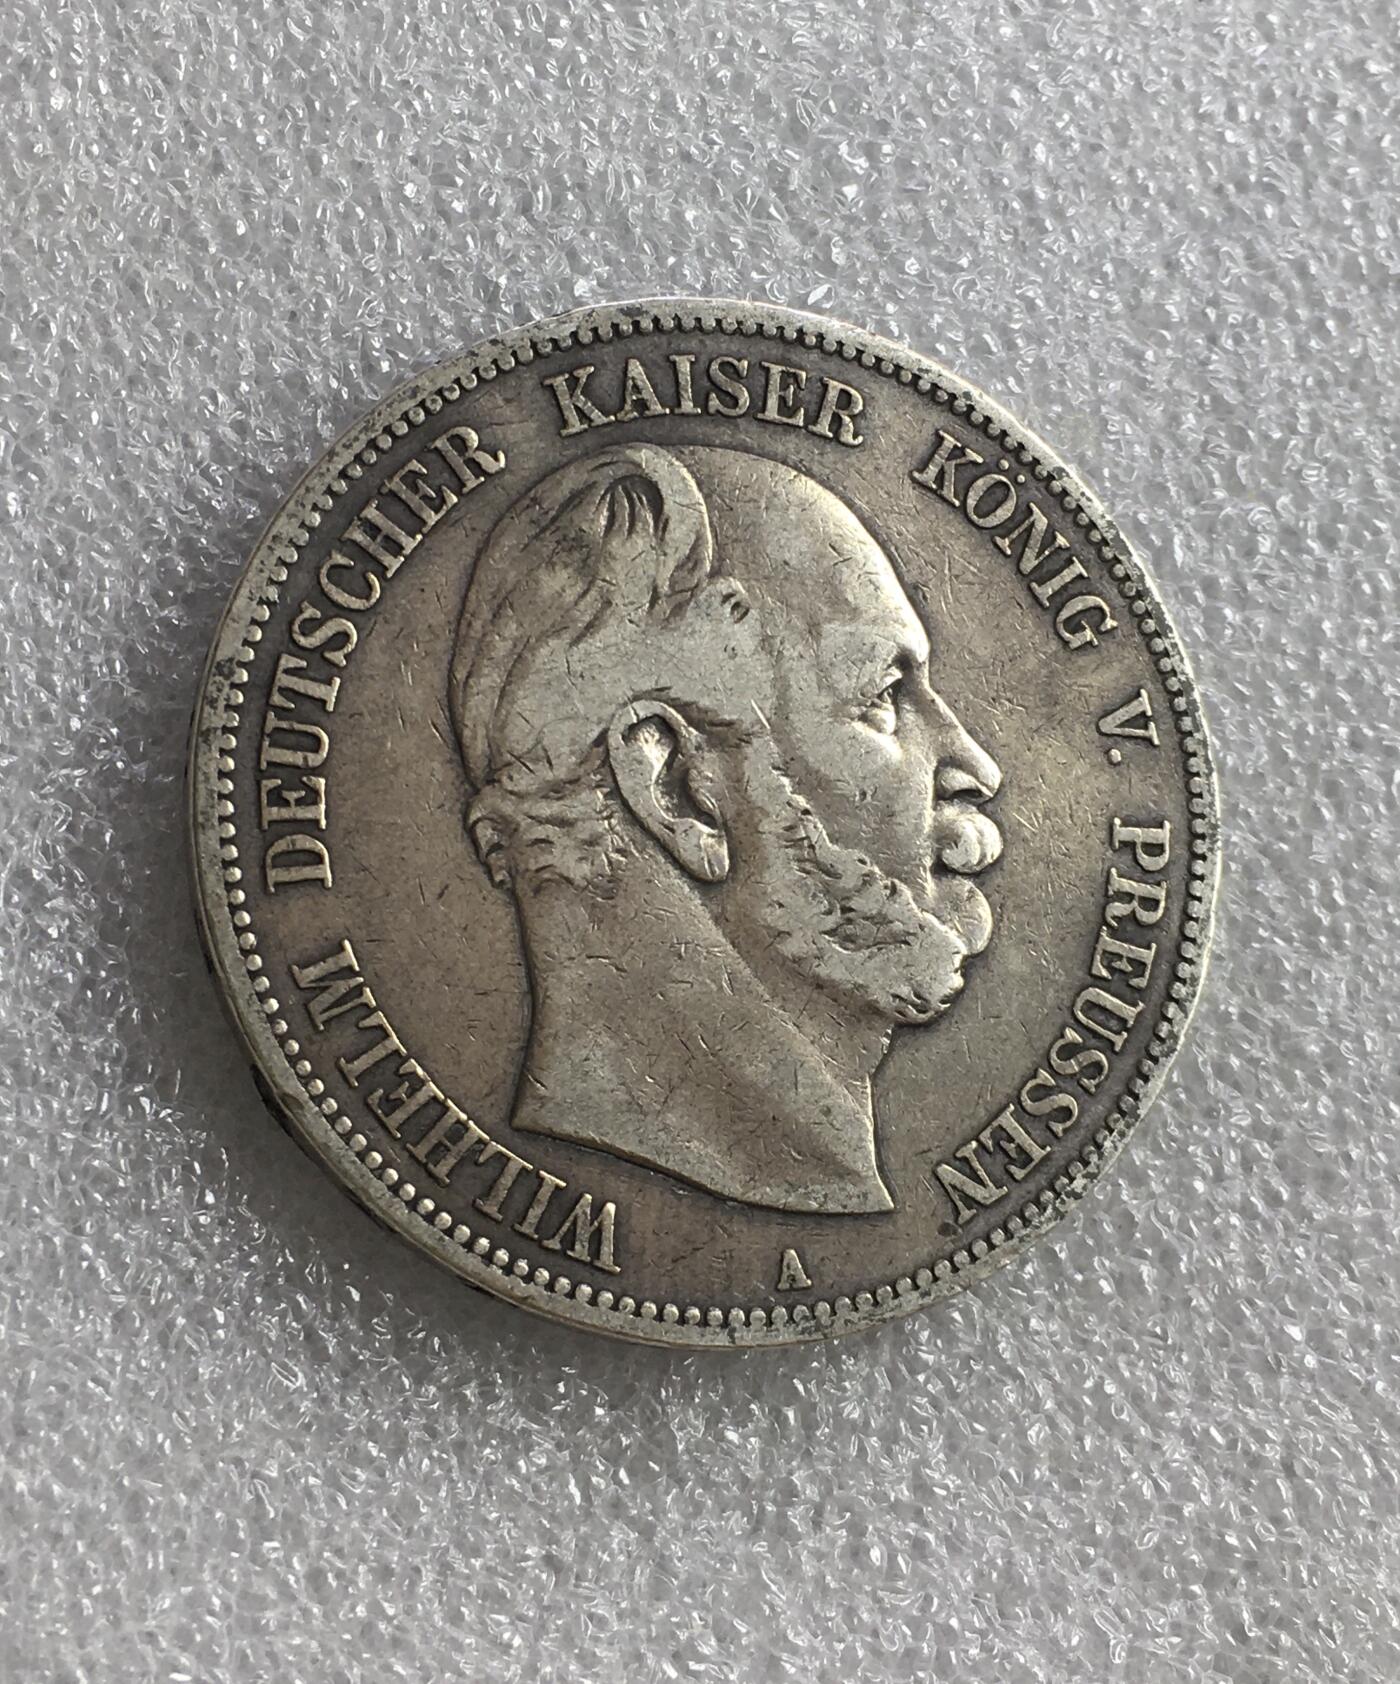 WILHELM DEUTSCHER KAISER KÖNIG V. PREUSSEN
A